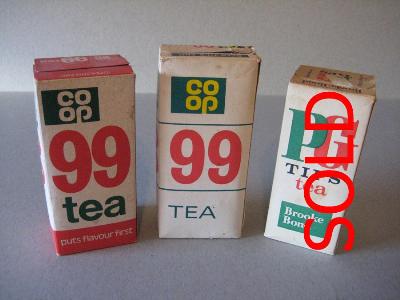 CO
OP
99
tea
puts flavour first
CO
OP
99
TEA
PG
TIPS
tea
Brooke
Bond
SOLD